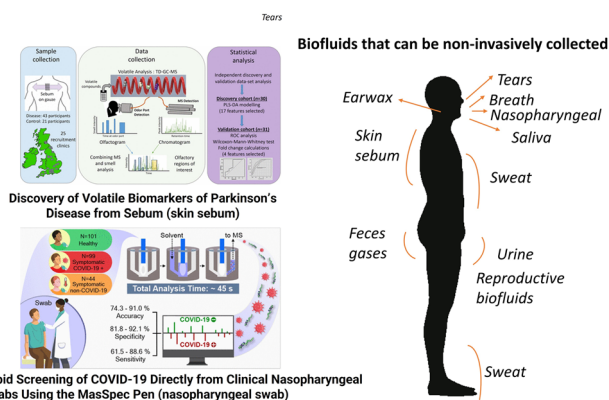 Tears
Sample
collection
Data
collection
Statistical
analysis
Sebum
on gauze
Disease: 43 participants
Control: 21 participants
25
recruitment
clinics
Volatile Analysis : TD-GC-MS
Volatile
compounds
Odor Port
Detection
MS Detection
Olfactogram
Chromatogram
Combining MS
and smell
analysis
Olfactory
regions of
interest
Independent discovery and
validation date-set analysis
Discovery cohort (n=30)
PLS-DA modelling
(17 features selected)
Validation cohort (n=31)
ROC analysis
Wilcoxon-Mann-Whitney test
Fold change calculations
(4 features selected)
Discovery of Volatile Biomarkers of Parkinson's
Disease from Sebum (skin sebum)
N=101
Healthy
N=99
Symptomatic
COVID-19 +
N=44
Symptomatic
non-COVID-19
Swab
Solvent
to MS
Total Analysis Time: ~ 45 s
74.3 - 91.0 %
Accuracy
81.8 - 92.1 %
Specificity
61.5 - 88.6 %
Sensitivity
COVID-19
COVID-19
pid Screening of COVID-19 Directly from Clinical Nasopharyngeal
abs Using the MasSpec Pen (nasopharyngeal swab)
Biofluids that can be non-invasively collected
Tears
Earwax
Breath
Nasopharyngeal
Saliva
Skin
sebum
Sweat
Feces
gases
Urine
Reproductive
biofluids
Sweat